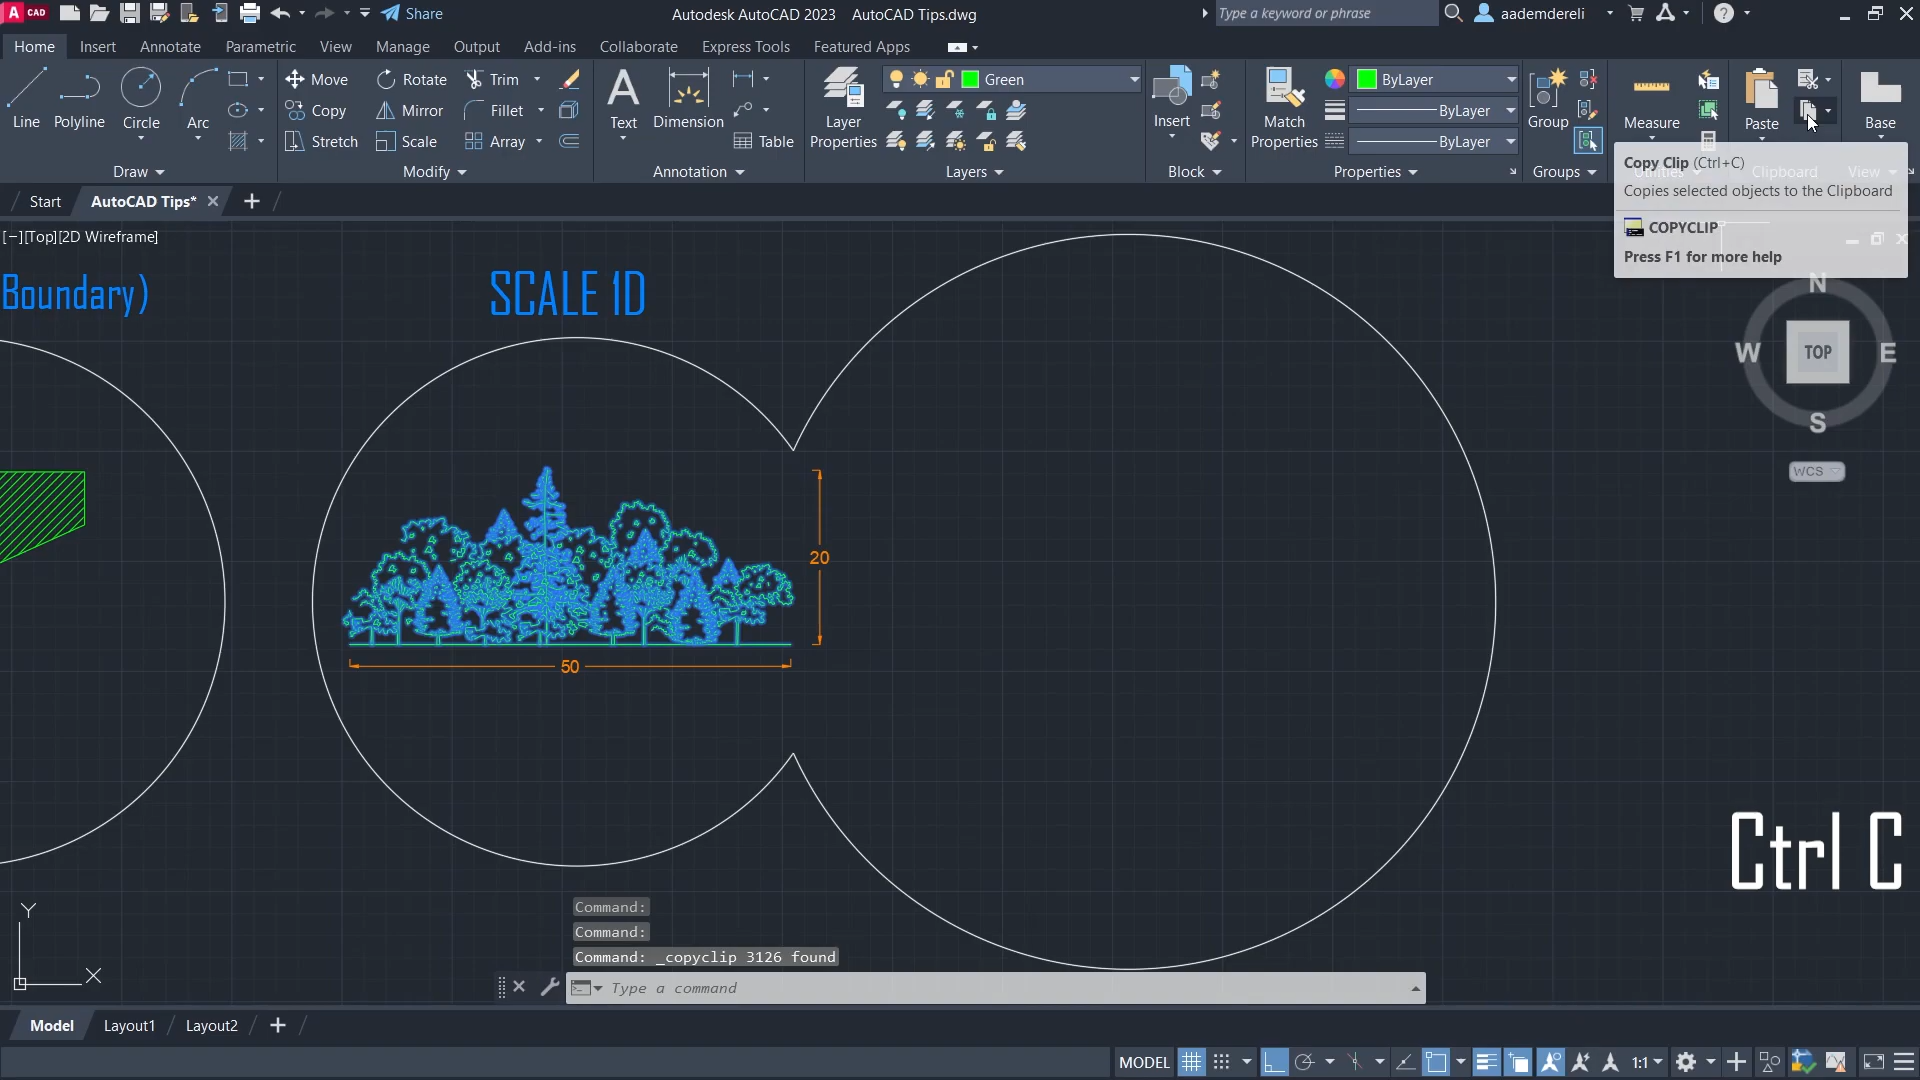 A CAD
Share
Autodesk AutoCAD 2023 AutoCAD Tips.dwg
Type a keyword or phrase
aademdereli
Home Insert Annotate Parametric View Manage Output Add-ins Collaborate Express Tools Featured Apps
Line Polyline Circle Arc
Draw
Move Rotate Trim
Copy Mirror Fillet
Stretch Scale Array
Modify
Text Dimension Table
Annotation
Layer Properties
Green
Layers
Insert
Block
Match Properties
ByLayer
ByLayer
ByLayer
Properties
Group
Groups
Measure
Utilities
Paste
Clipboard
Base
View
Copy Clip (Ctrl+C)
Copies selected objects to the Clipboard
COPYCLIP
Press F1 for more help
Start AutoCAD Tips*
[−][Top][2D Wireframe]
Boundary)
SCALE 1D
N
W TOP E
S
WCS
20
50
Ctrl C
Y
X
Command:
Command:
Command: _copyclip 3126 found
Type a command
Model Layout1 Layout2
MODEL 1:1